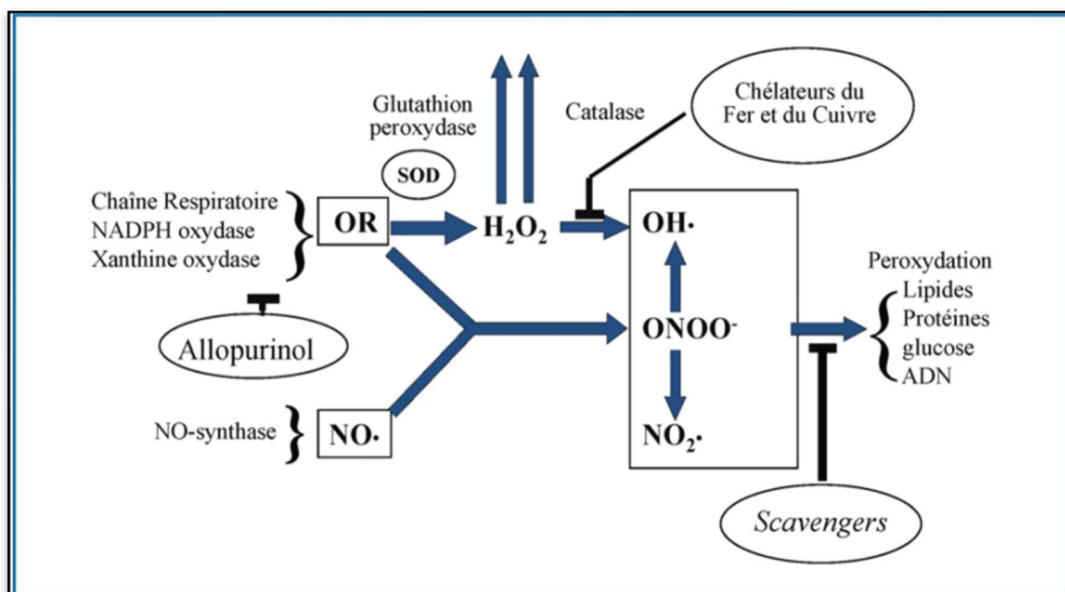 Glutathion
peroxydase
SOD
Catalase
Chélateurs du
Fer et du Cuivre
Chaîne Respiratoire
NADPH oxydase
Xanthine oxydase
OR
H₂O₂
OH·
Allopurinol
ONOO⁻
Peroxydation
Lipides
Protéines
glucose
ADN
NO-synthase
NO·
NO₂·
Scavengers